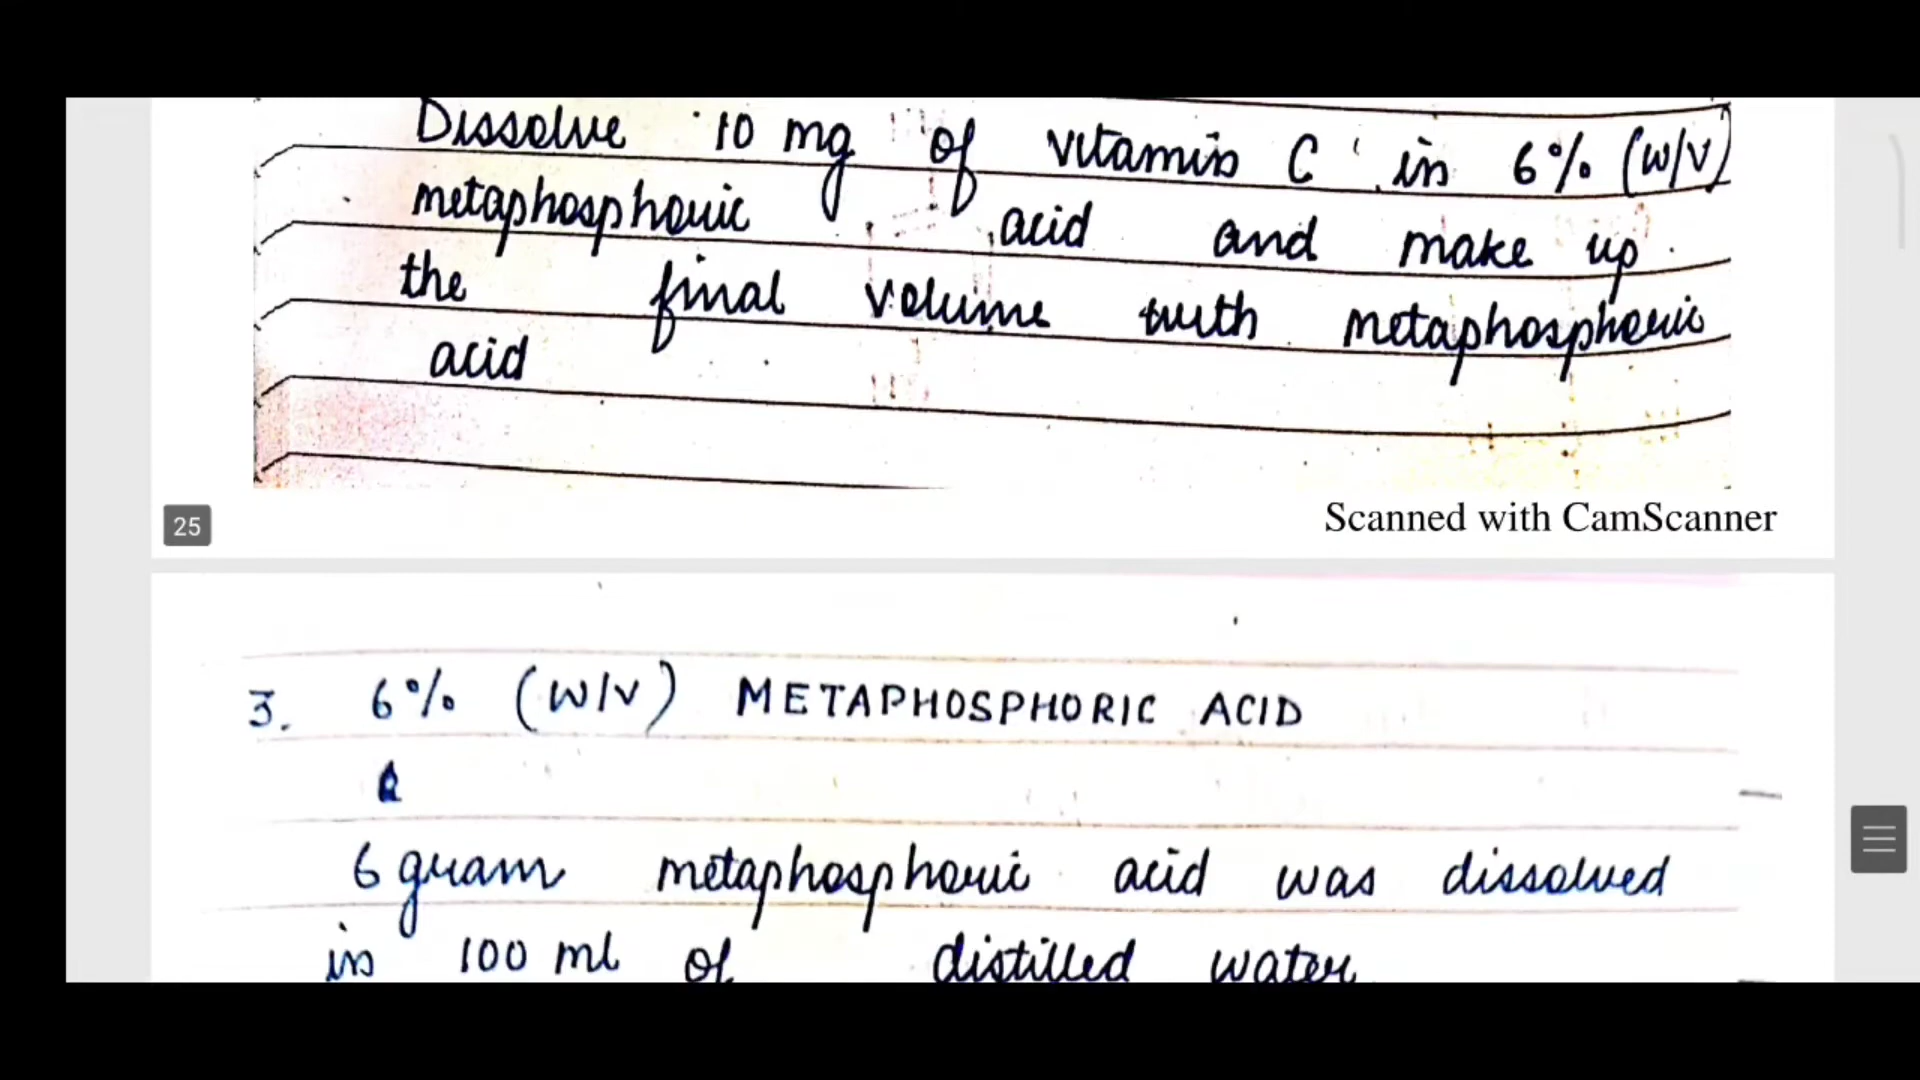 Dissolve 10 mg of vitamin C in 6% (w/v)
metaphosphoric acid and make up
the final volume with metaphosphoric
acid
25
Scanned with CamScanner
3. 6% (w/v) METAPHOSPHORIC ACID
6 gram metaphosphoric acid was dissolved
in 100 ml of distilled water